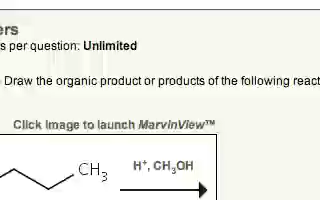 ers
s per question: Unlimited
Draw the organic product or products of the following react
Click image to launch MarvinView™
CH3
H+, CH3OH